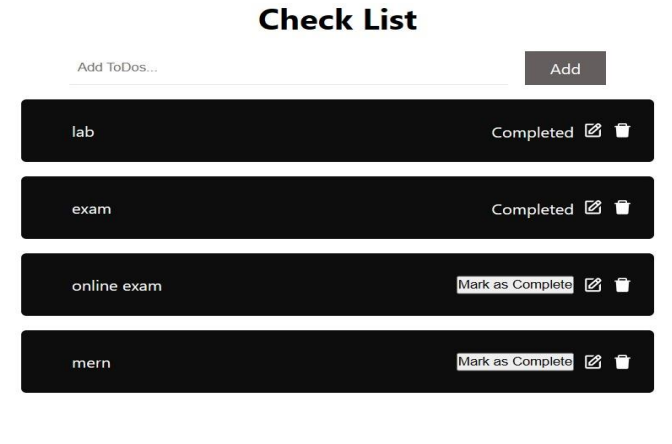 Check List
Add ToDos... Add
lab Completed
exam Completed
online exam Mark as Complete
mern Mark as Complete